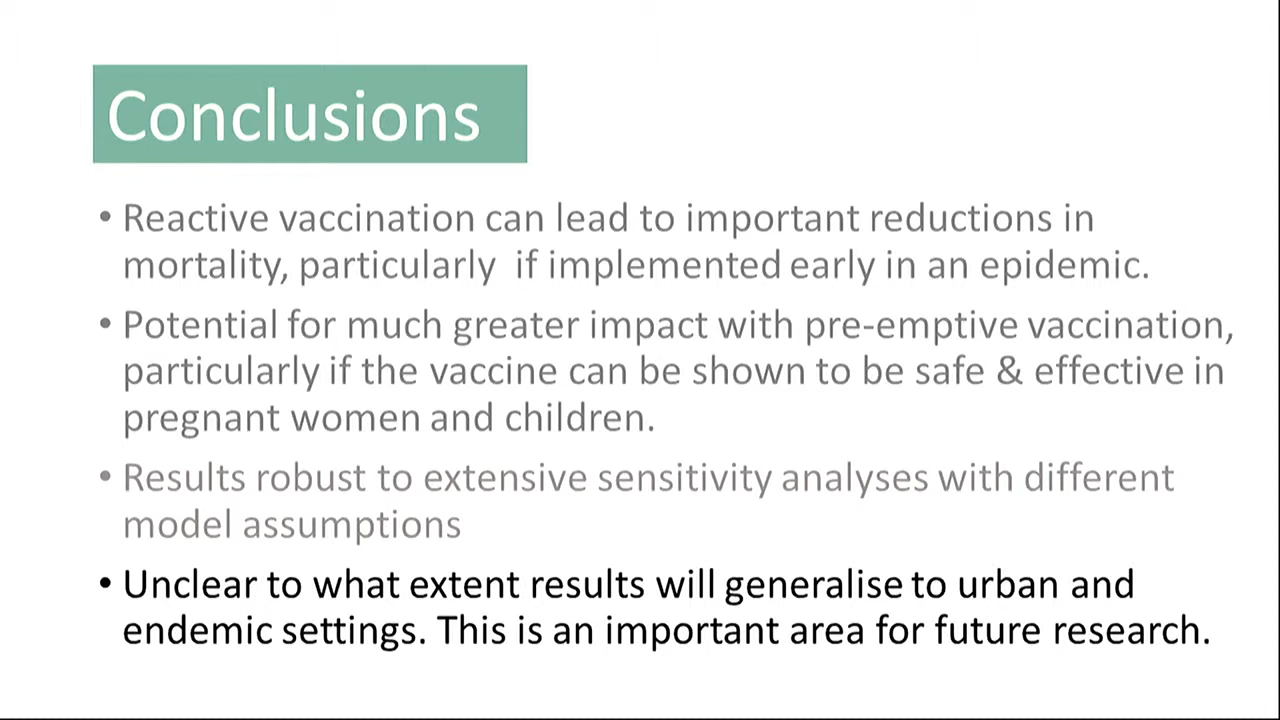 Conclusions
• Reactive vaccination can lead to important reductions in
mortality, particularly if implemented early in an epidemic.
• Potential for much greater impact with pre-emptive vaccination,
particularly if the vaccine can be shown to be safe & effective in
pregnant women and children.
• Results robust to extensive sensitivity analyses with different
model assumptions
• Unclear to what extent results will generalise to urban and
endemic settings. This is an important area for future research.